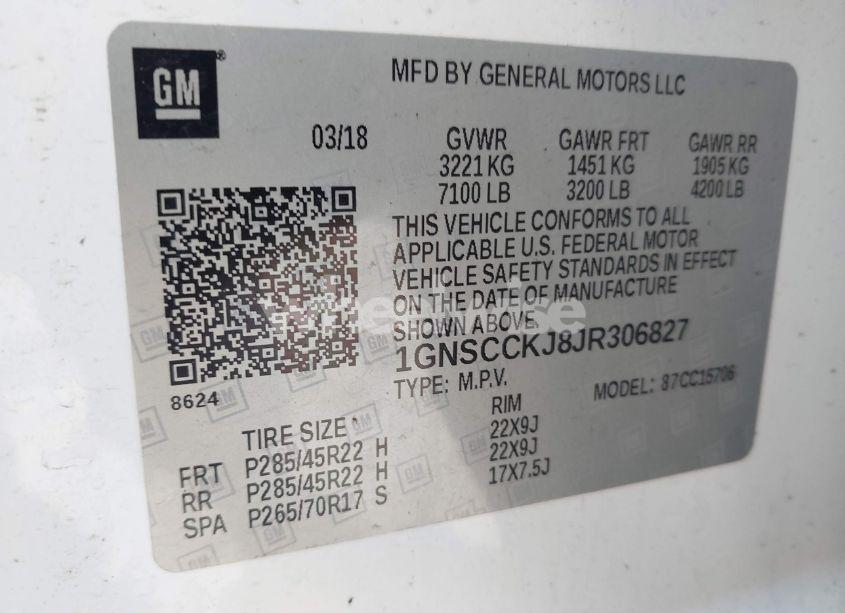 GM
MFD BY GENERAL MOTORS LLC
03/18 GVWR GAWR FRT GAWR RR
3221 KG 1451 KG 1905 KG
7100 LB 3200 LB 4200 LB
THIS VEHICLE CONFORMS TO ALL
APPLICABLE U.S. FEDERAL MOTOR
VEHICLE SAFETY STANDARDS IN EFFECT
ON THE DATE OF MANUFACTURE
SHOWN ABOVE.
1GNSCCKJ8JR306827
TYPE: M.P.V. MODEL: 87CC15706
8624
TIRE SIZE RIM
FRT P285/45R22 H 22X9J
RR P285/45R22 H 22X9J
SPA P265/70R17 S 17X7.5J